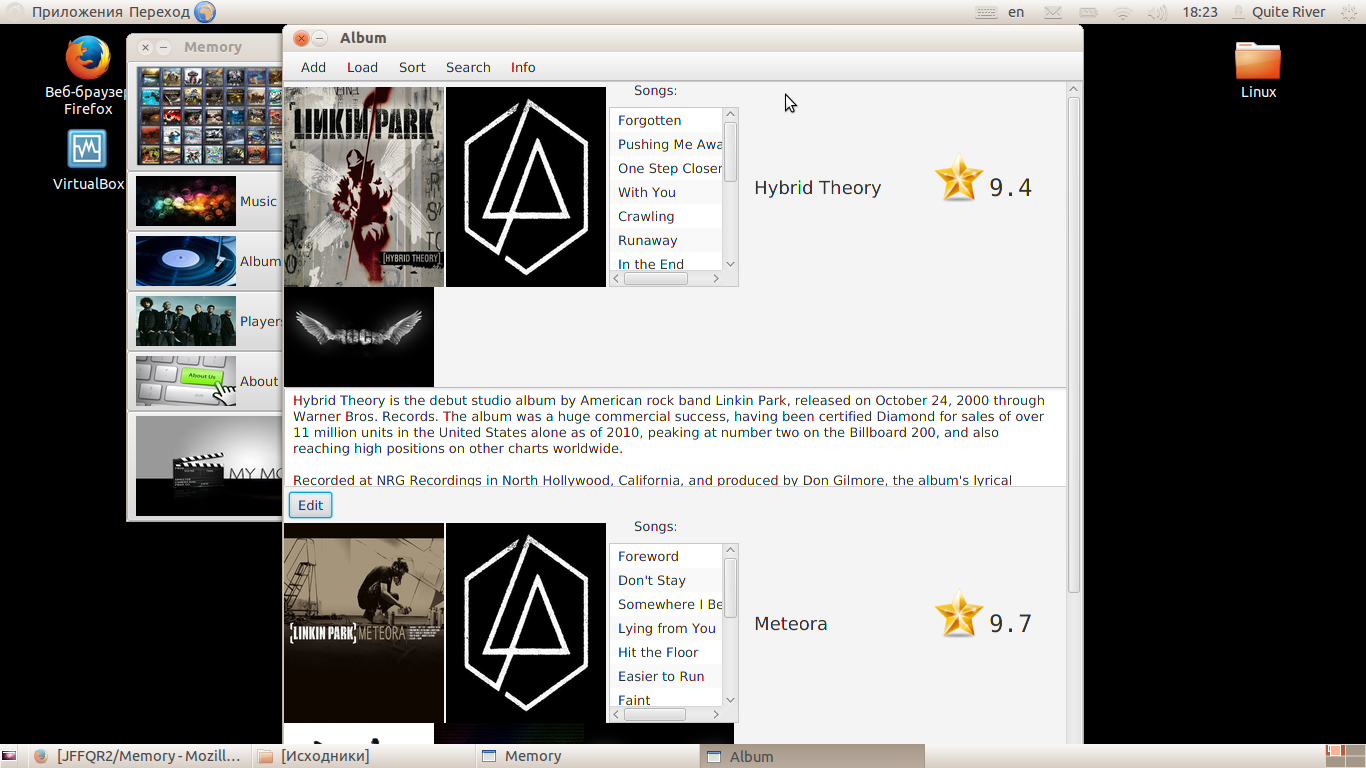 Приложения Переход
en
18:23
Quite River
Веб-браузер
Firefox
VirtualBox
Linux
Memory
Music
Album
Players
About
About Us
MY MO
Album
Add Load Sort Search Info
LINKIN PARK
[HYBRID THEORY]
Songs:
Forgotten
Pushing Me Awa
One Step Closer
With You
Crawling
Runaway
In the End
Hybrid Theory
9.4
ROCK
Hybrid Theory is the debut studio album by American rock band Linkin Park, released on October 24, 2000 through
Warner Bros. Records. The album was a huge commercial success, having been certified Diamond for sales of over
11 million units in the United States alone as of 2010, peaking at number two on the Billboard 200, and also
reaching high positions on other charts worldwide.
Recorded at NRG Recordings in North Hollywood, California, and produced by Don Gilmore, the album's lyrical
Edit
[LINKIN PARK] METEORA
Songs:
Foreword
Don't Stay
Somewhere I Be
Lying from You
Hit the Floor
Easier to Run
Faint
Meteora
9.7
[JFFQR2/Memory - Mozill...
[Исходники]
Memory
Album